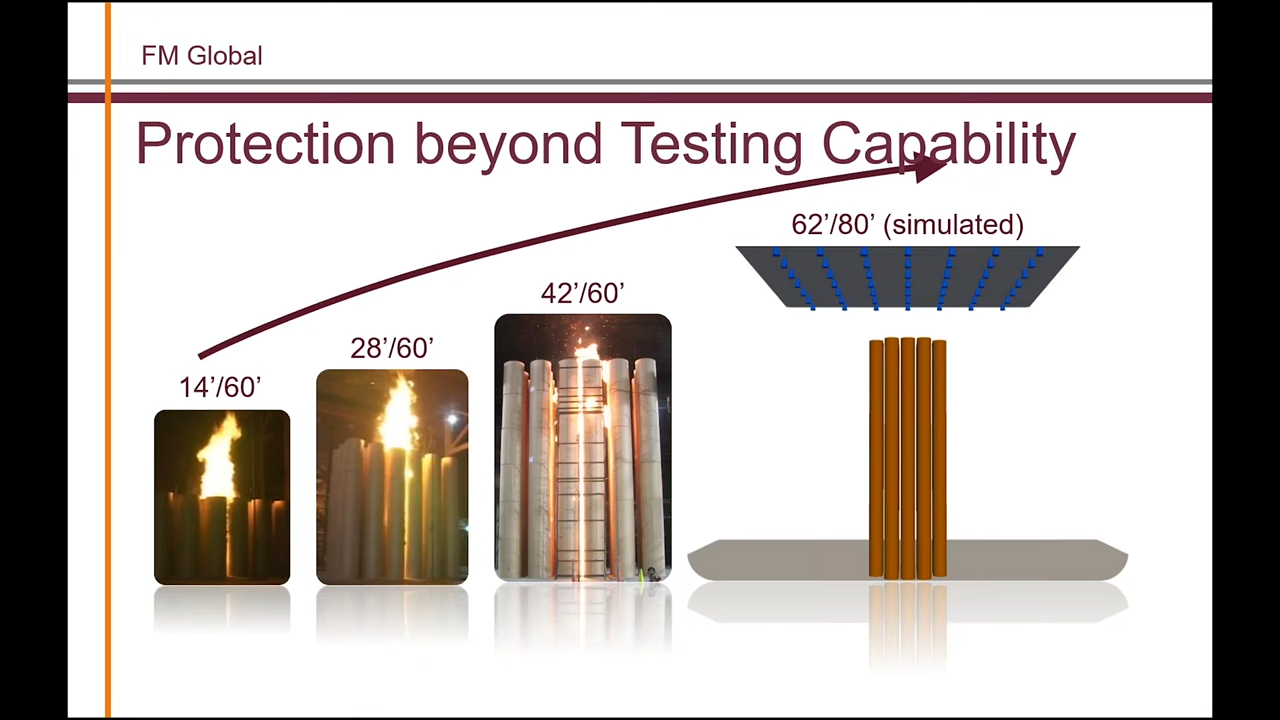 FM Global
Protection beyond Testing Capability
62’/80’ (simulated)
42’/60’
28’/60’
14’/60’